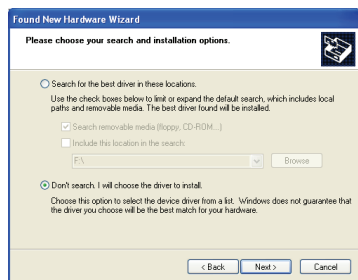 Found New Hardware Wizard
Please choose your search and installation options.
Search for the best driver in these locations.
Use the check boxes below to limit or expand the default search, which includes local
paths and removable media. The best driver found will be installed.
Search removable media (floppy, CD-ROM...)
Include this location in the search:
F:\
Browse
Don't search. I will choose the driver to install.
Choose this option to select the device driver from a list. Windows does not guarantee that
the driver you choose will be the best match for your hardware.
< Back
Next >
Cancel